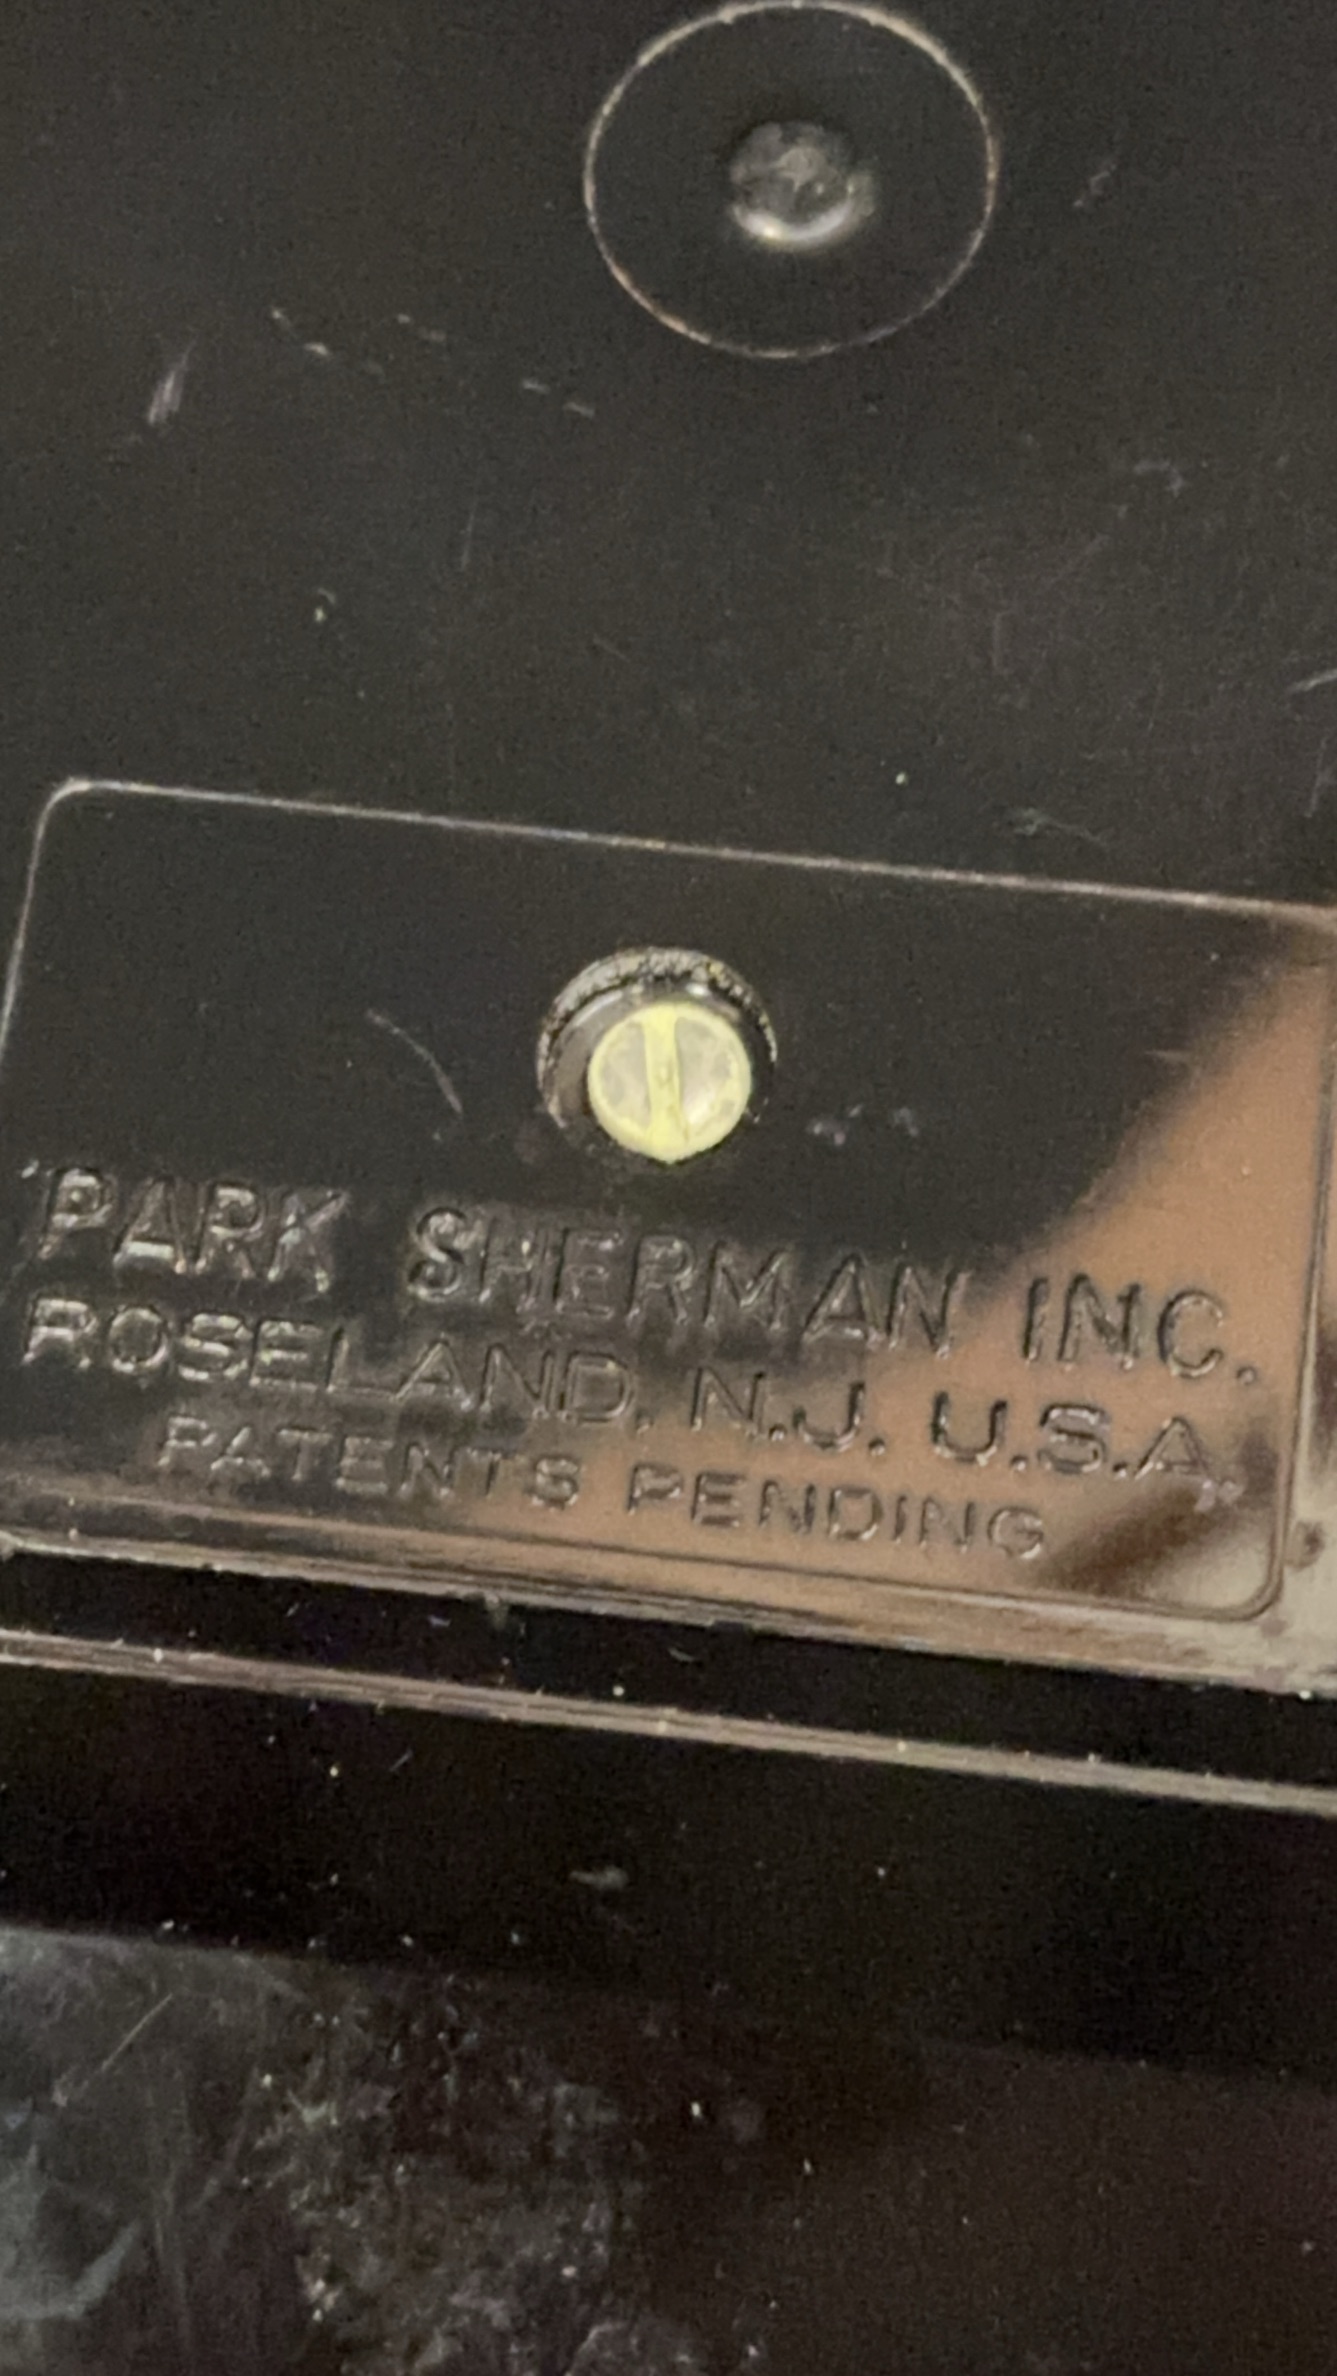 PARK SHERMAN INC.
ROSELAND, N.J. U.S.A.
PATENTS PENDING